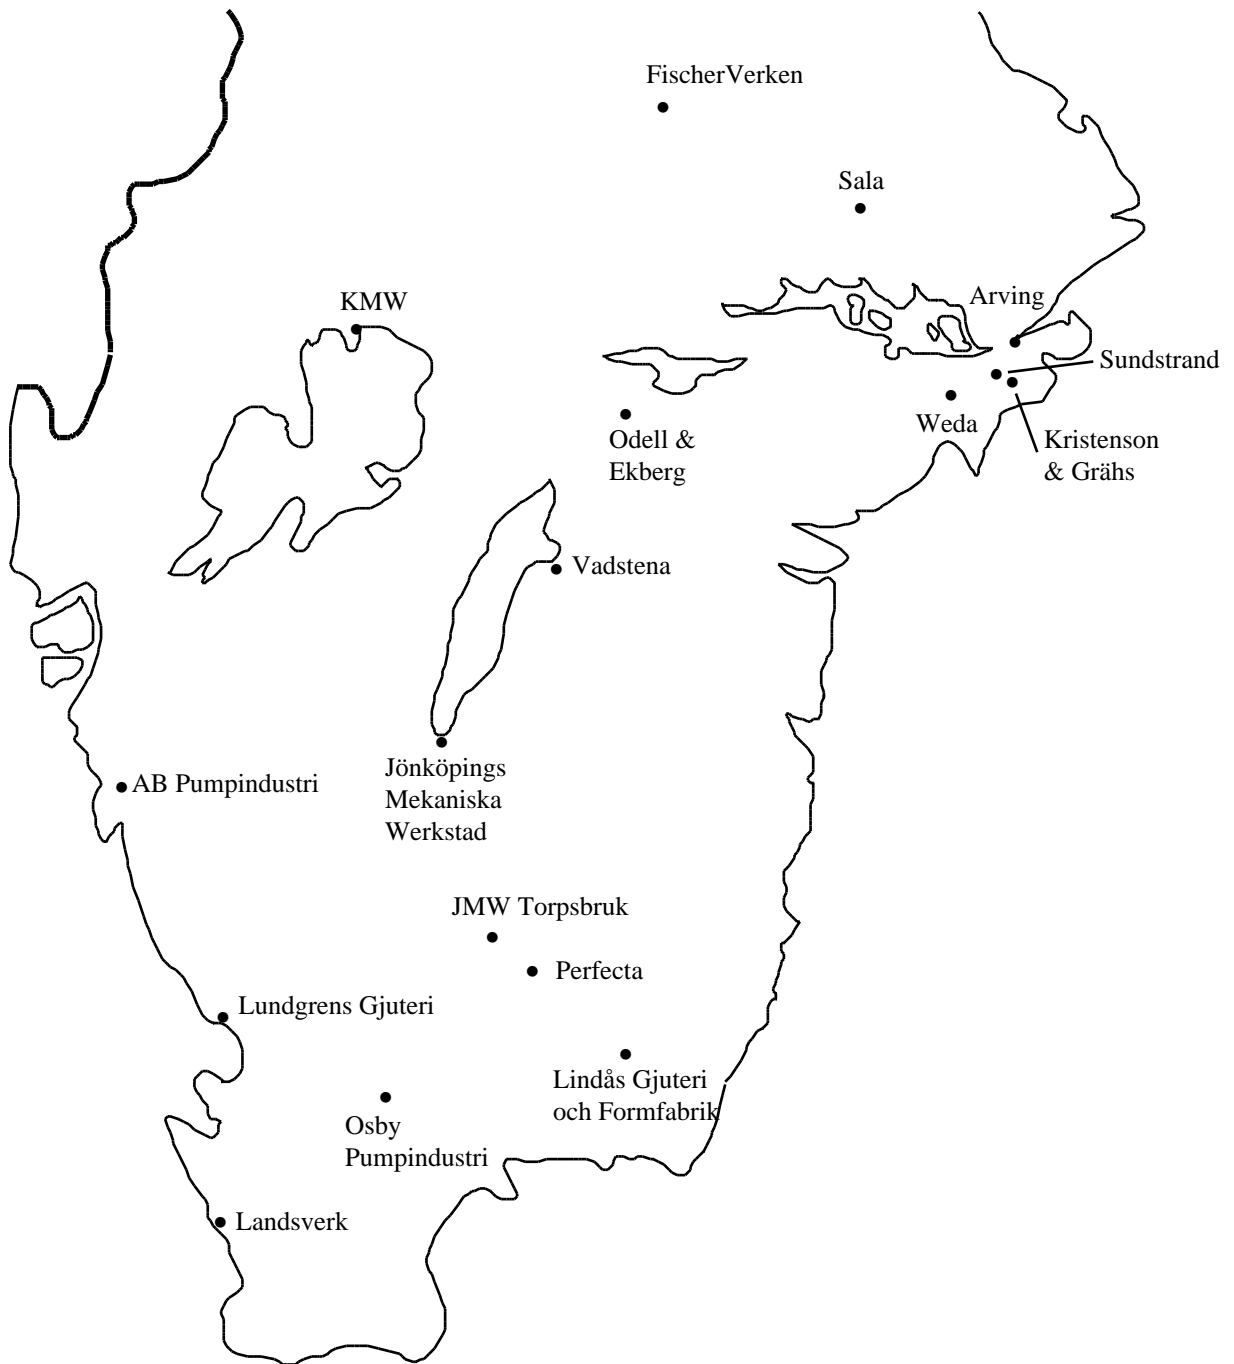 FischerVerken
Sala
Arving
KMW
Sundstrand
Weda
Kristenson
& Grähs
Odell &
Ekberg
Vadstena
AB Pumpindustri
Jönköpings
Mekaniska
Werkstad
JMW Torpsbruk
Perfecta
Lundgrens Gjuteri
Lindås Gjuteri
och Formfabrik
Osby
Pumpindustri
Landsverk